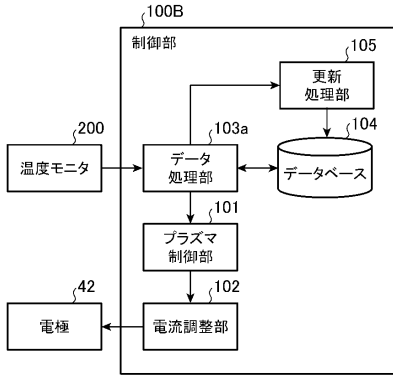 100B
制御部
105
更新
処理部
200
103a
104
温度モニタ
データ
処理部
データベース
101
プラズマ
制御部
42
102
電極
電流調整部